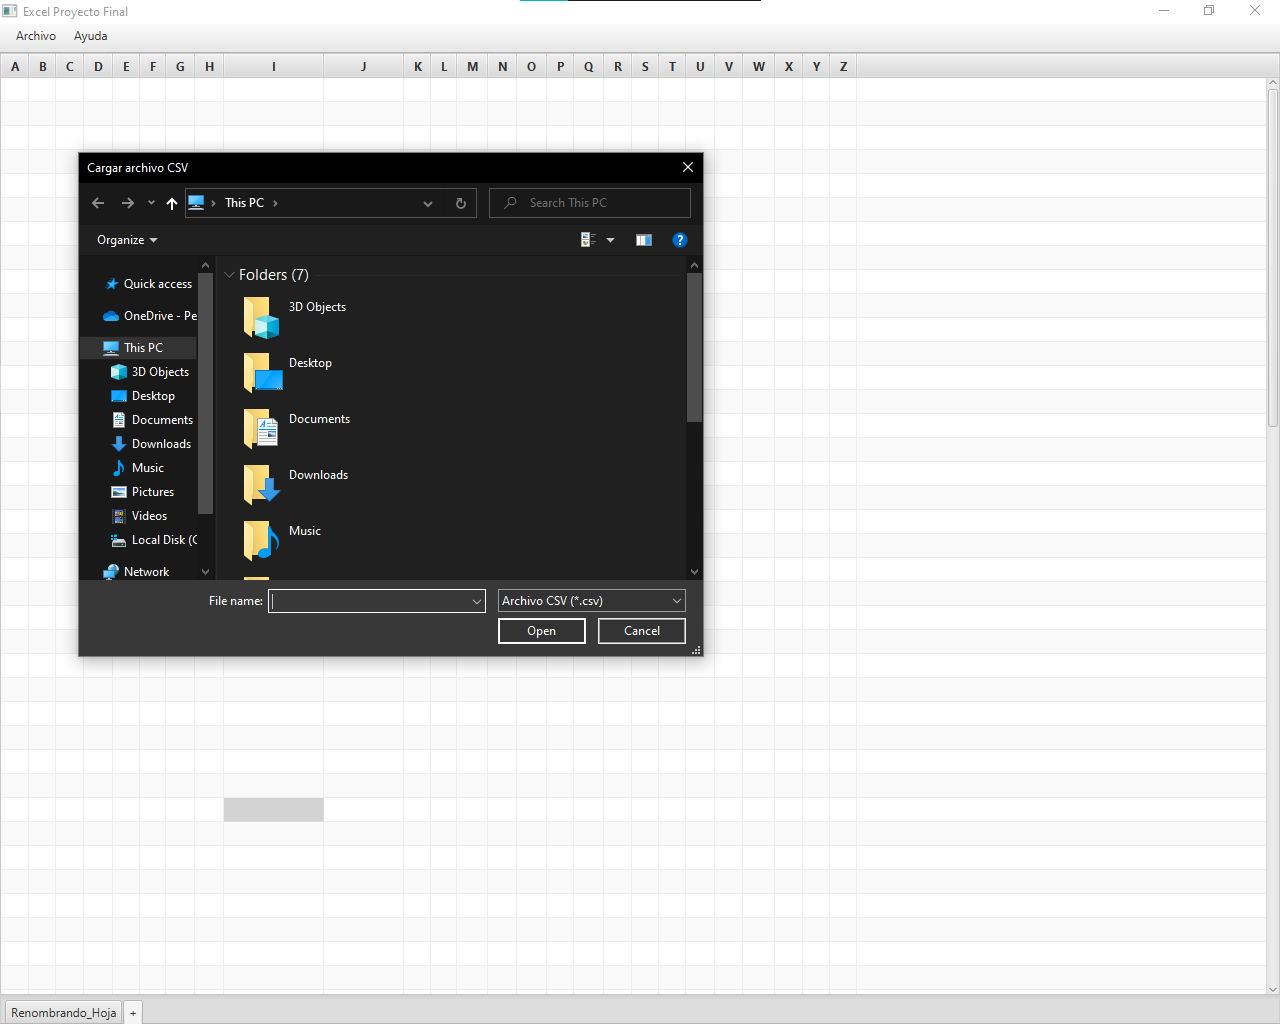 Excel Proyecto Final
Archivo Ayuda
A B C D E F G H I J K L M N O P Q R S T U V W X Y Z
Cargar archivo CSV
This PC
Search This PC
Organize
Quick access
OneDrive - Pe
This PC
3D Objects
Desktop
Documents
Downloads
Music
Pictures
Videos
Local Disk (C
Network
Folders (7)
3D Objects
Desktop
Documents
Downloads
Music
File name:
Archivo CSV (*.csv)
Open Cancel
Renombrando_Hoja +